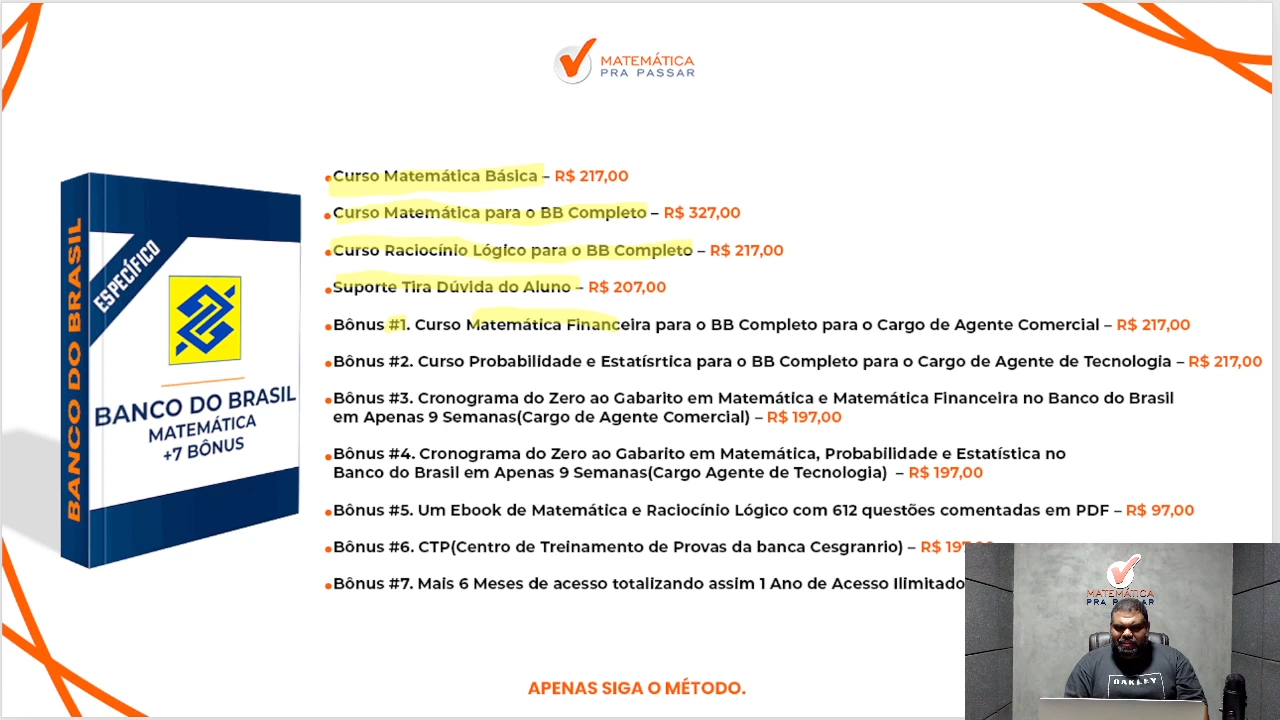 MATEMÁTICA
PRA PASSAR
BANCO DO BRASIL
ESPECÍFICO
BANCO DO BRASIL
MATEMÁTICA
+7 BÔNUS
Curso Matemática Básica – R$ 217,00
Curso Matemática para o BB Completo – R$ 327,00
Curso Raciocínio Lógico para o BB Completo – R$ 217,00
Suporte Tira Dúvida do Aluno – R$ 207,00
Bônus #1. Curso Matemática Financeira para o BB Completo para o Cargo de Agente Comercial – R$ 217,00
Bônus #2. Curso Probabilidade e Estatísrtica para o BB Completo para o Cargo de Agente de Tecnologia – R$ 217,00
Bônus #3. Cronograma do Zero ao Gabarito em Matemática e Matemática Financeira no Banco do Brasil
em Apenas 9 Semanas(Cargo de Agente Comercial) – R$ 197,00
Bônus #4. Cronograma do Zero ao Gabarito em Matemática, Probabilidade e Estatística no
Banco do Brasil em Apenas 9 Semanas(Cargo Agente de Tecnologia) – R$ 197,00
Bônus #5. Um Ebook de Matemática e Raciocínio Lógico com 612 questões comentadas em PDF – R$ 97,00
Bônus #6. CTP(Centro de Treinamento de Provas da banca Cesgranrio) – R$
Bônus #7. Mais 6 Meses de acesso totalizando assim 1 Ano de Acesso Ilimitado
MATEMÁTICA
PRA PASSAR
OAKLEY
APENAS SIGA O MÉTODO.